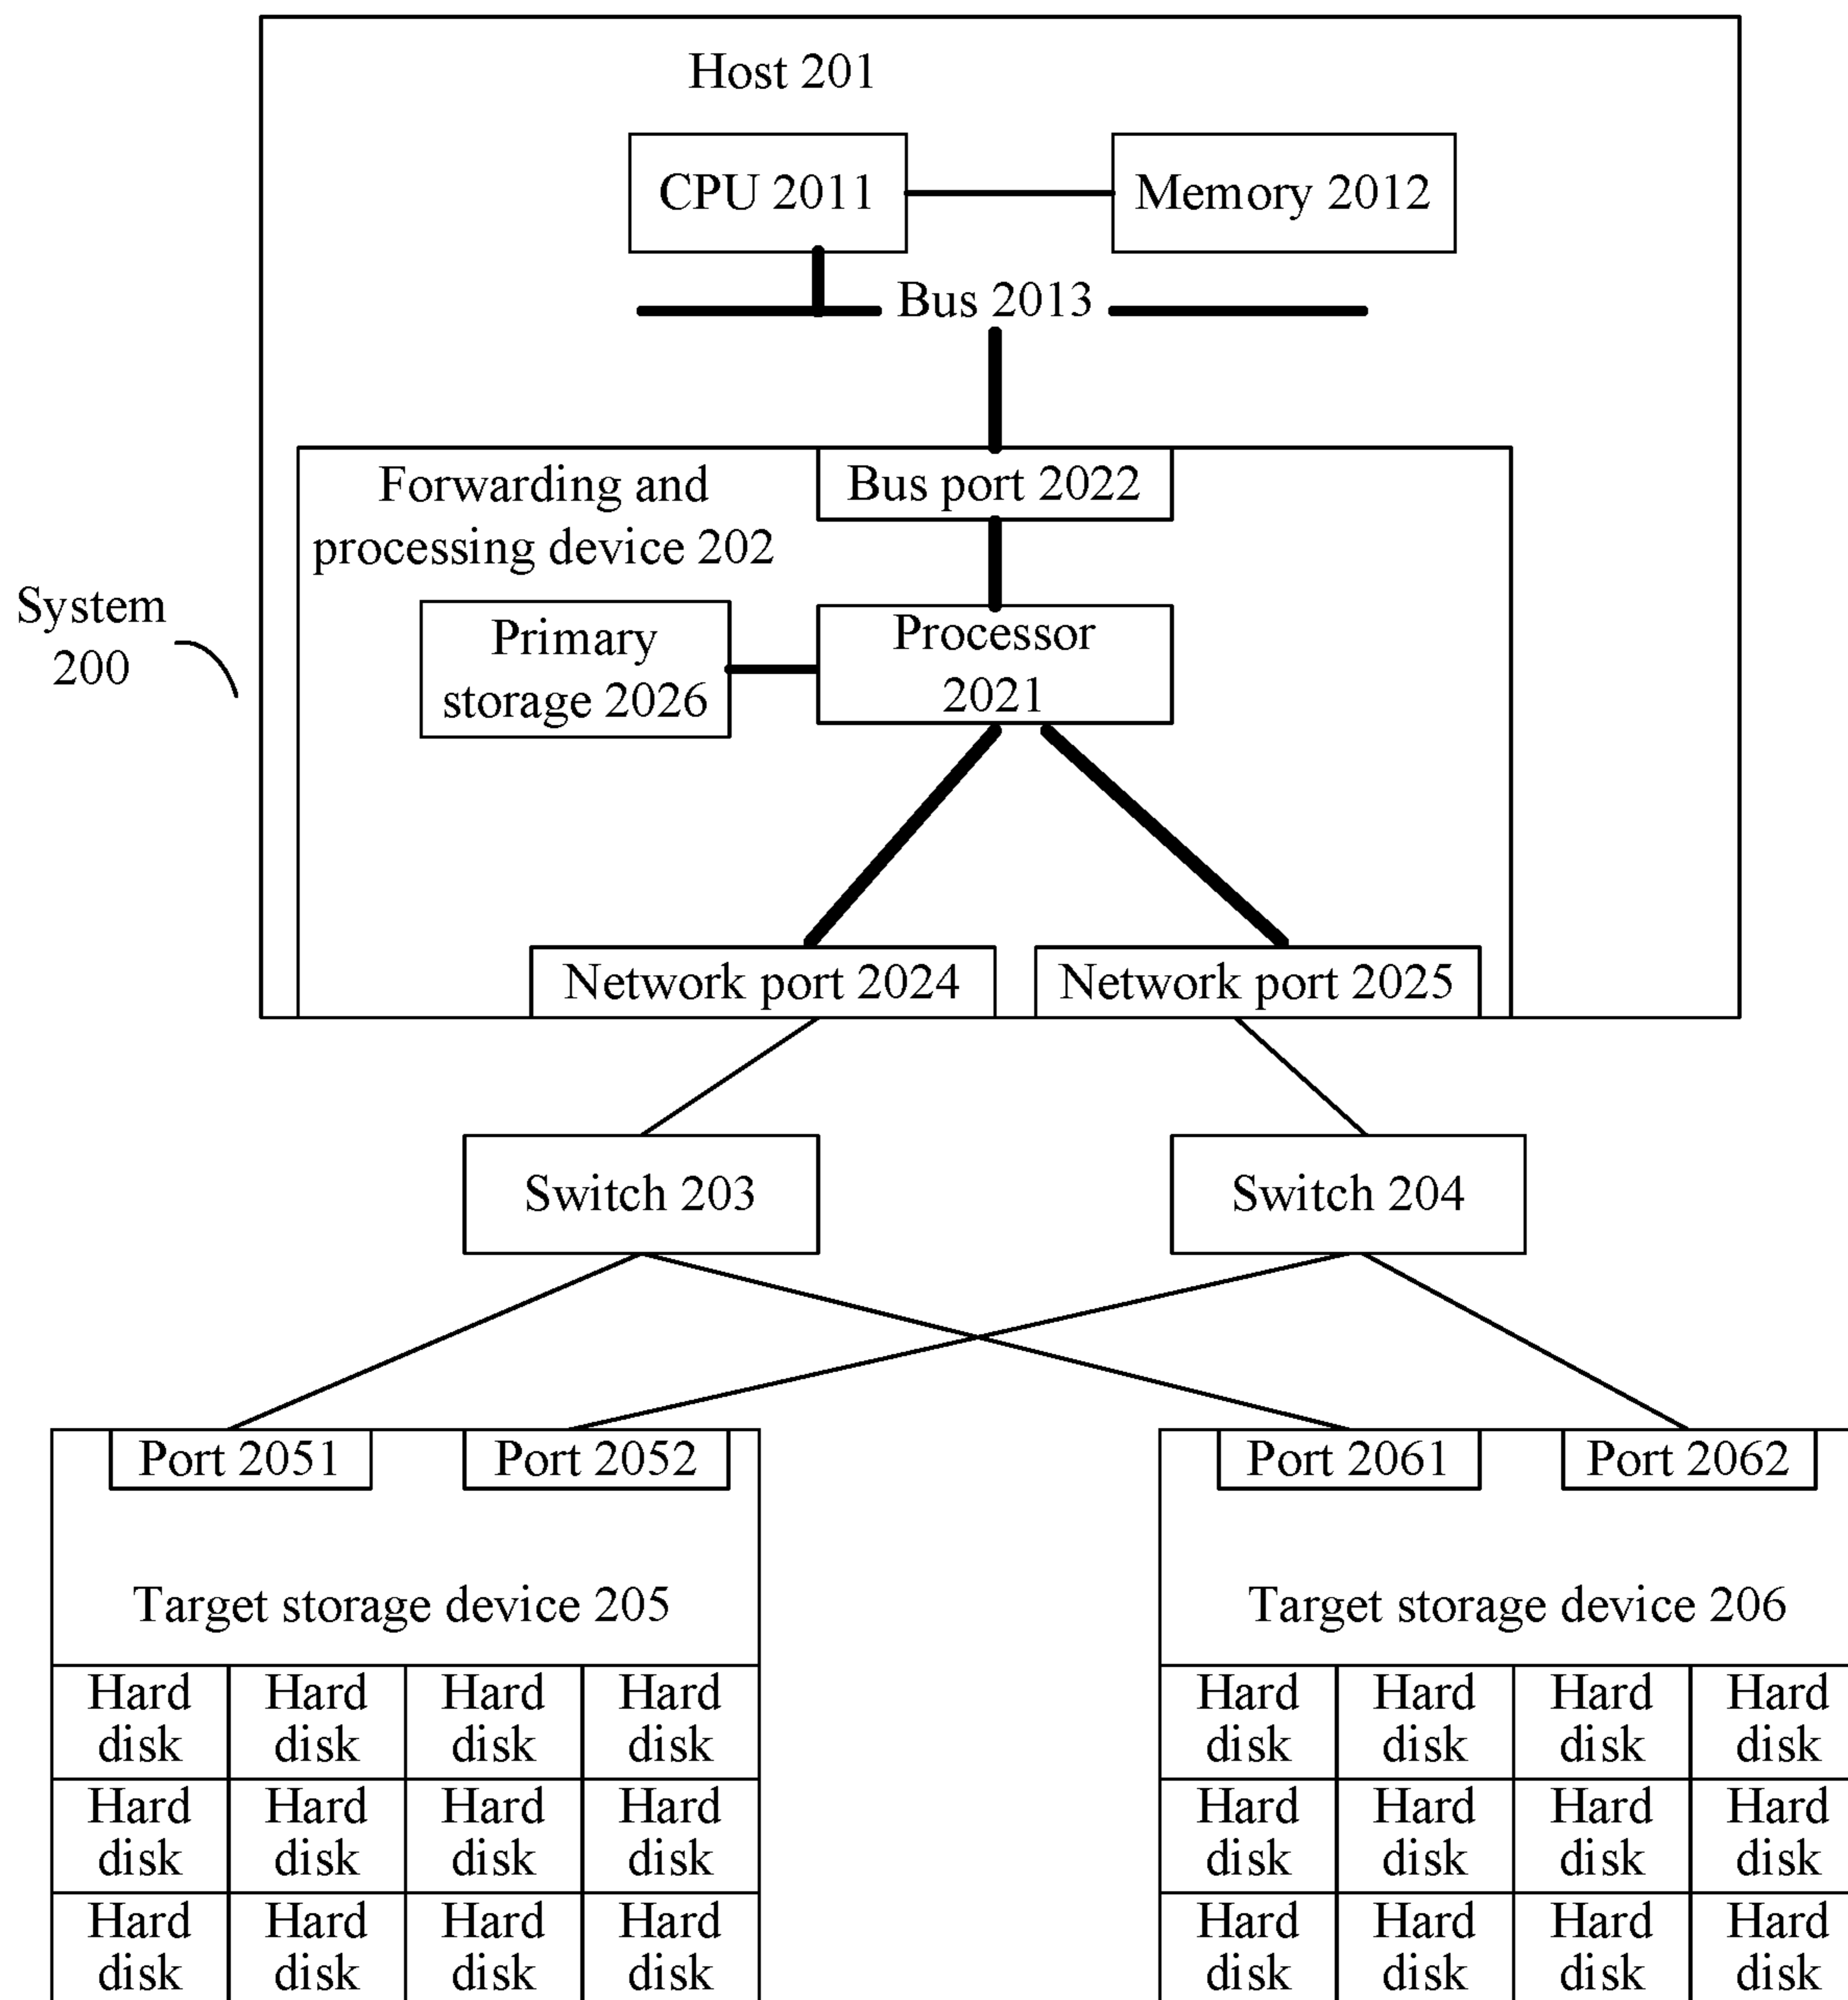 Host 201
CPU 2011
Memory 2012
Bus 2013
Forwarding and
processing device 202
Bus port 2022
System
200
Primary
storage 2026
Processor
2021
Network port 2024
Network port 2025
Switch 203
Switch 204
Port 2051
Port 2052
Port 2061
Port 2062
Target storage device 205
Target storage device 206
Hard
disk
Hard
disk
Hard
disk
Hard
disk
Hard
disk
Hard
disk
Hard
disk
Hard
disk
Hard
disk
Hard
disk
Hard
disk
Hard
disk
Hard
disk
Hard
disk
Hard
disk
Hard
disk
Hard
disk
Hard
disk
Hard
disk
Hard
disk
Hard
disk
Hard
disk
Hard
disk
Hard
disk